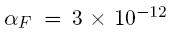 α_F = 3 × 10^{-12}